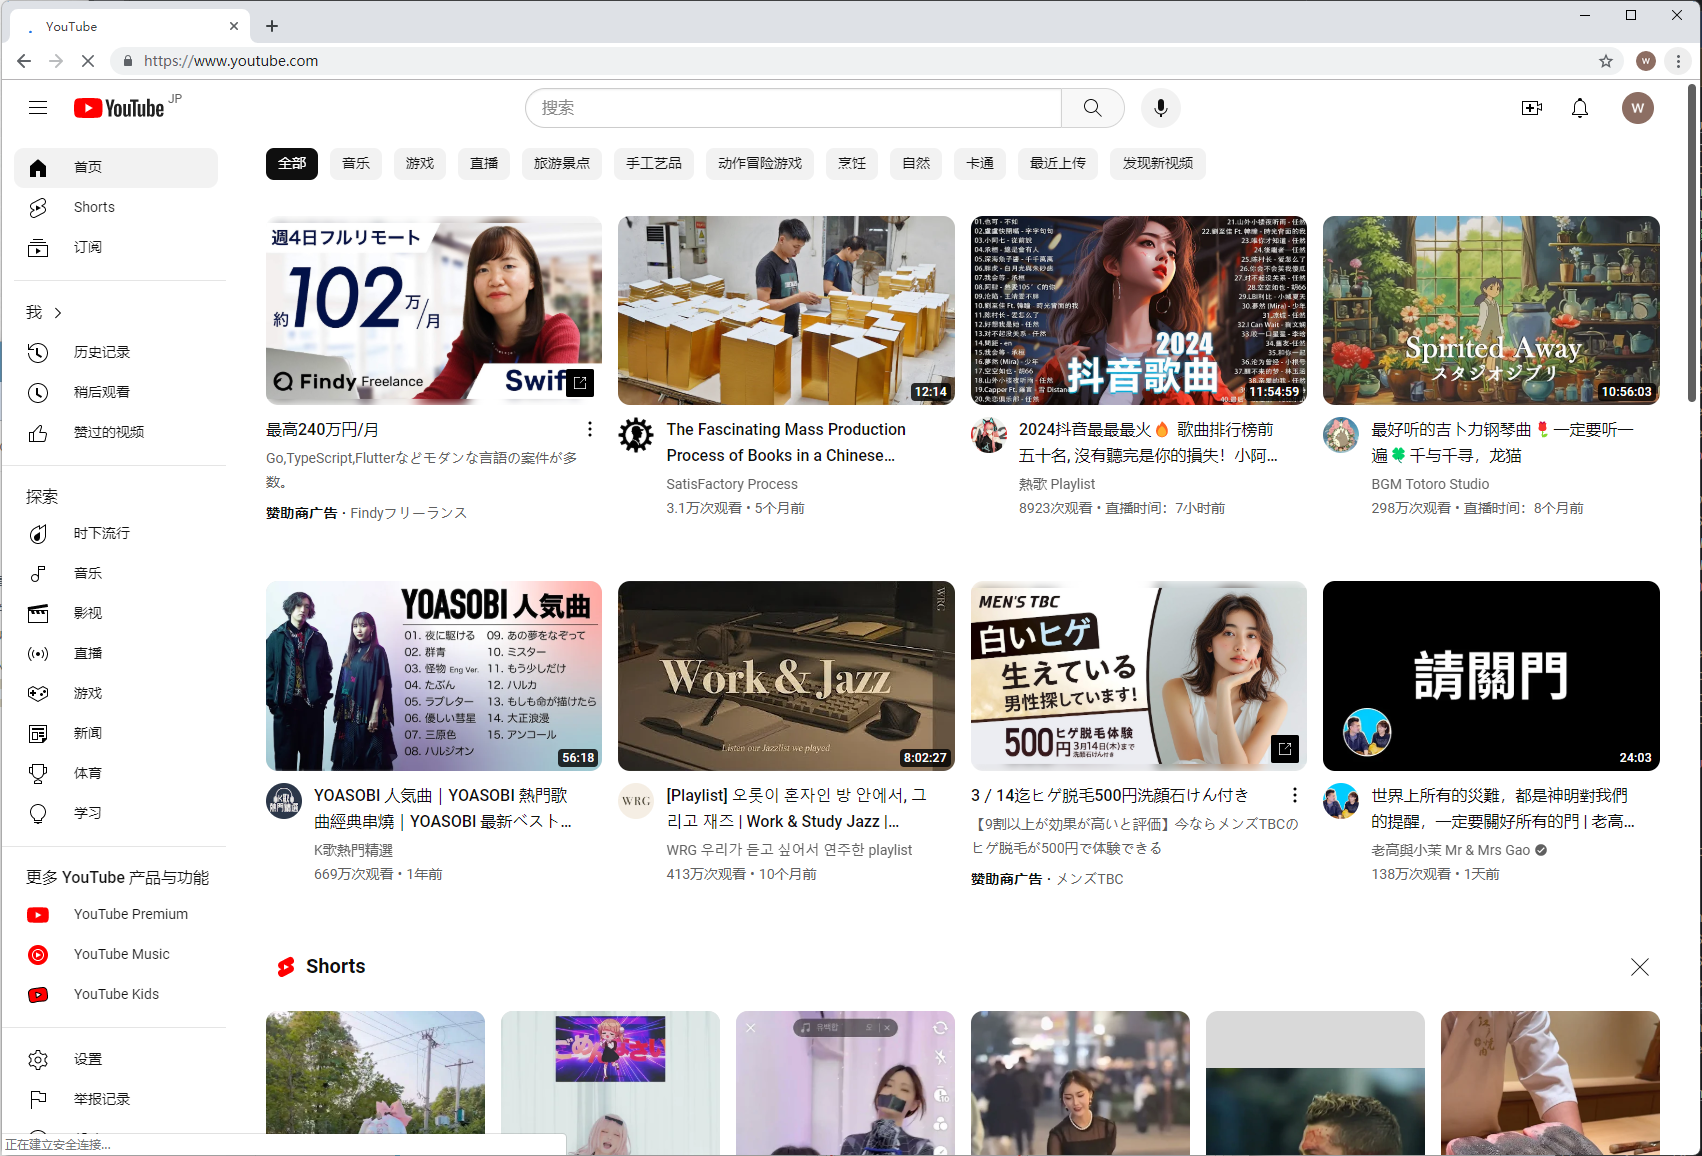 YouTube
https://www.youtube.com
YouTube JP
搜索
W
首页
Shorts
订阅
我
历史记录
稍后观看
赞过的视频
探索
时下流行
音乐
影视
直播
游戏
新闻
体育
学习
更多 YouTube 产品与功能
YouTube Premium
YouTube Music
YouTube Kids
设置
举报记录
正在建立安全连接...
全部
音乐
游戏
直播
旅游景点
手工艺品
动作冒险游戏
烹饪
自然
卡通
最近上传
发现新视频
週4日フルリモート
約102万/月
Findy Freelance
Swif
最高240万円/月
Go,TypeScript,Flutterなどモダンな言語の案件が多
数。
赞助商广告 · Findyフリーランス
12:14
The Fascinating Mass Production
Process of Books in a Chinese...
SatisFactory Process
3.1万次观看 • 5个月前
2024
抖音歌曲
11:54:59
2024抖音最最最火🔥 歌曲排行榜前
五十名, 沒有聽完是你的損失！小阿...
熱歌 Playlist
8923次观看 • 直播时间：7小时前
Spirited Away
スタジオジブリ
10:56:03
最好听的吉卜力钢琴曲🌷一定要听一
遍🍀千与千寻，龙猫
BGM Totoro Studio
298万次观看 • 直播时间：8个月前
YOASOBI 人気曲
01. 夜に駆ける
02. 群青
03. 怪物 Eng Ver.
04. たぶん
05. ラブレター
06. 優しい彗星
07. 三原色
08. ハルジオン
09. あの夢をなぞって
10. ミスター
11. もう少しだけ
12. ハルカ
13. もしも命が描けたら
14. 大正浪漫
15. アンコール
56:18
YOASOBI 人気曲｜YOASOBI 熱門歌
曲經典串燒｜YOASOBI 最新ベスト...
K歌熱門精選
669万次观看 • 1年前
WRG
Work & Jazz
Listen our Jazzlist we played
8:02:27
WRG
[Playlist] 오롯이 혼자인 방 안에서, 그
리고 재즈 | Work & Study Jazz |...
WRG 우리가 듣고 싶어서 연주한 playlist
413万次观看 • 10个月前
MEN'S TBC
白いヒゲ
生えている
男性探しています!
500円
ヒゲ脱毛体験
3月14日(木)まで
洗顔石けん付き
3 / 14迄ヒゲ脱毛500円洗顔石けん付き
【9割以上が効果が高いと評価】今ならメンズTBCの
ヒゲ脱毛が500円で体験できる
赞助商广告 · メンズTBC
請關門
24:03
世界上所有的災難，都是神明對我們
的提醒，一定要關好所有的門 | 老高...
老高與小茉 Mr & Mrs Gao
138万次观看 • 1天前
Shorts
ごめんなさい